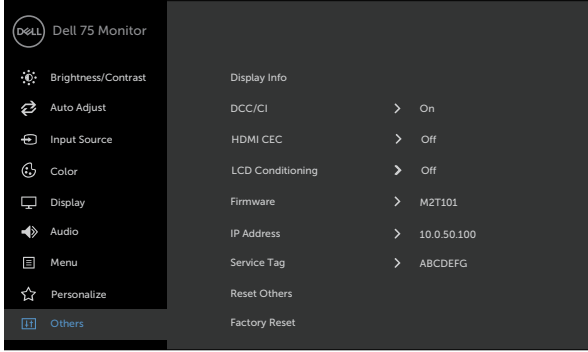 DELL Dell 75 Monitor
Brightness/Contrast
Auto Adjust
Input Source
Color
Display
Audio
Menu
Personalize
Others
Display Info
DCC/CI > On
HDMI CEC > Off
LCD Conditioning > Off
Firmware > M2T101
IP Address > 10.0.50.100
Service Tag > ABCDEFG
Reset Others
Factory Reset